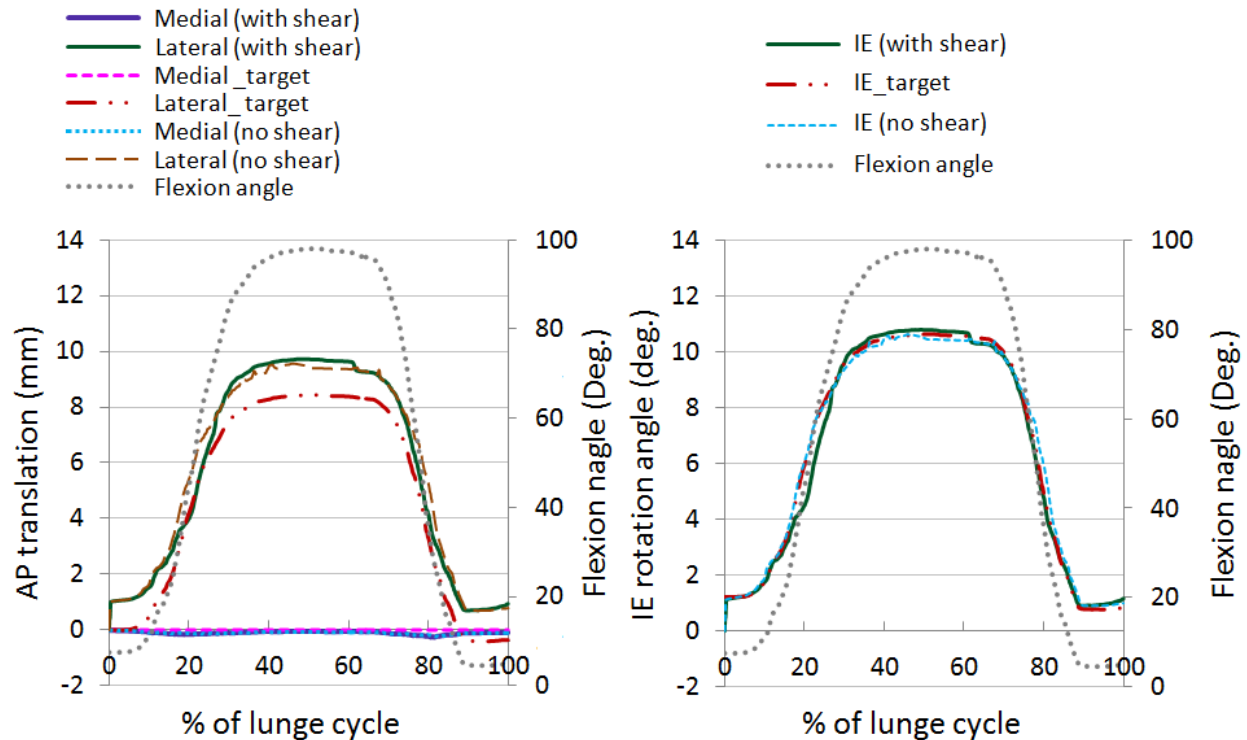 Medial (with shear)
Lateral (with shear)
Medial _target
Lateral_target
Medial (no shear)
Lateral (no shear)
Flexion angle
14
12
10
8
6
4
2
0
-2
AP translation (mm)
100
80
60
40
20
0
Flexion nagle (Deg.)
0
20
40
60
80
100
% of lunge cycle
IE (with shear)
IE_target
IE (no shear)
Flexion angle
14
12
10
8
6
4
2
0
-2
IE rotation angle (deg.)
100
80
60
40
20
0
Flexion nagle (Deg.)
0
20
40
60
80
100
% of lunge cycle